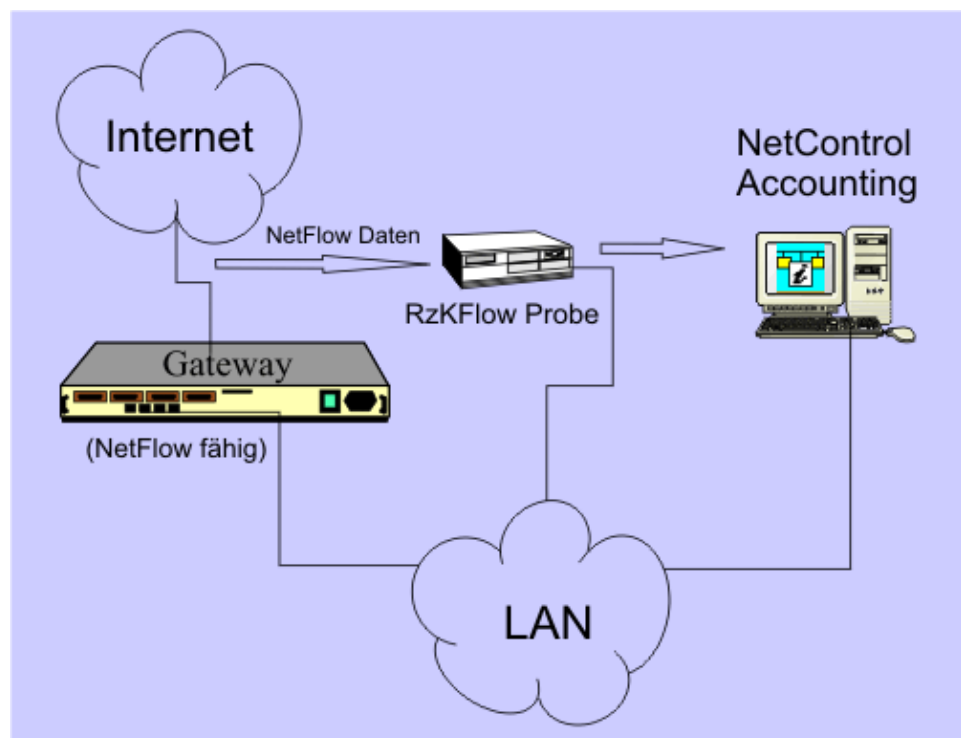 Internet
NetControl
Accounting
NetFlow Daten
RzKFlow Probe
Gateway
(NetFlow fähig)
LAN